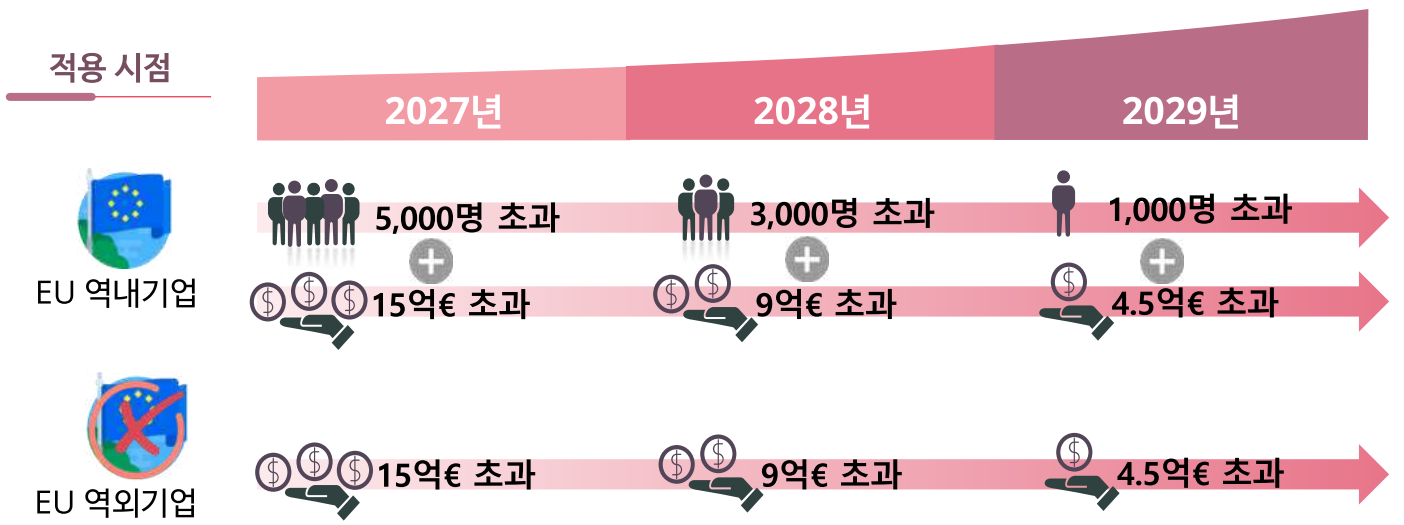 적용 시점
2027년
2028년
2029년
5,000명 초과
3,000명 초과
1,000명 초과
EU 역내기업
15억€ 초과
9억€ 초과
4.5억€ 초과
EU 역외기업
15억€ 초과
9억€ 초과
4.5억€ 초과